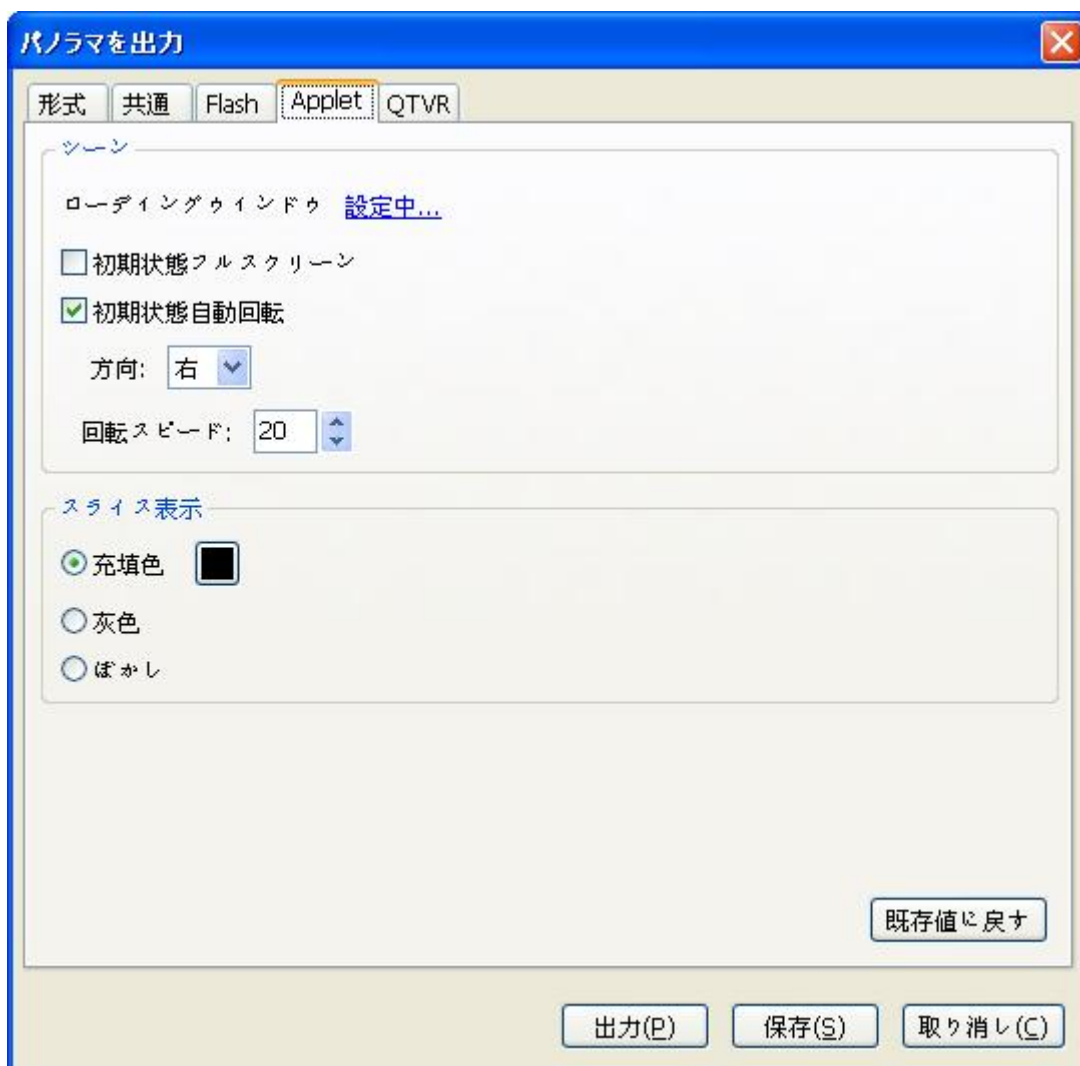 パノラマを出力
形式 共通 Flash Applet QTVR
シーン
ローディングウィンドウ 設定中...
初期状態フルスクリーン
初期状態自動回転
方向: 右
回転スピード: 20
スライス表示
充填色
灰色
ぼかし
既存値に戻す
出力(P) 保存(S) 取り消し(C)